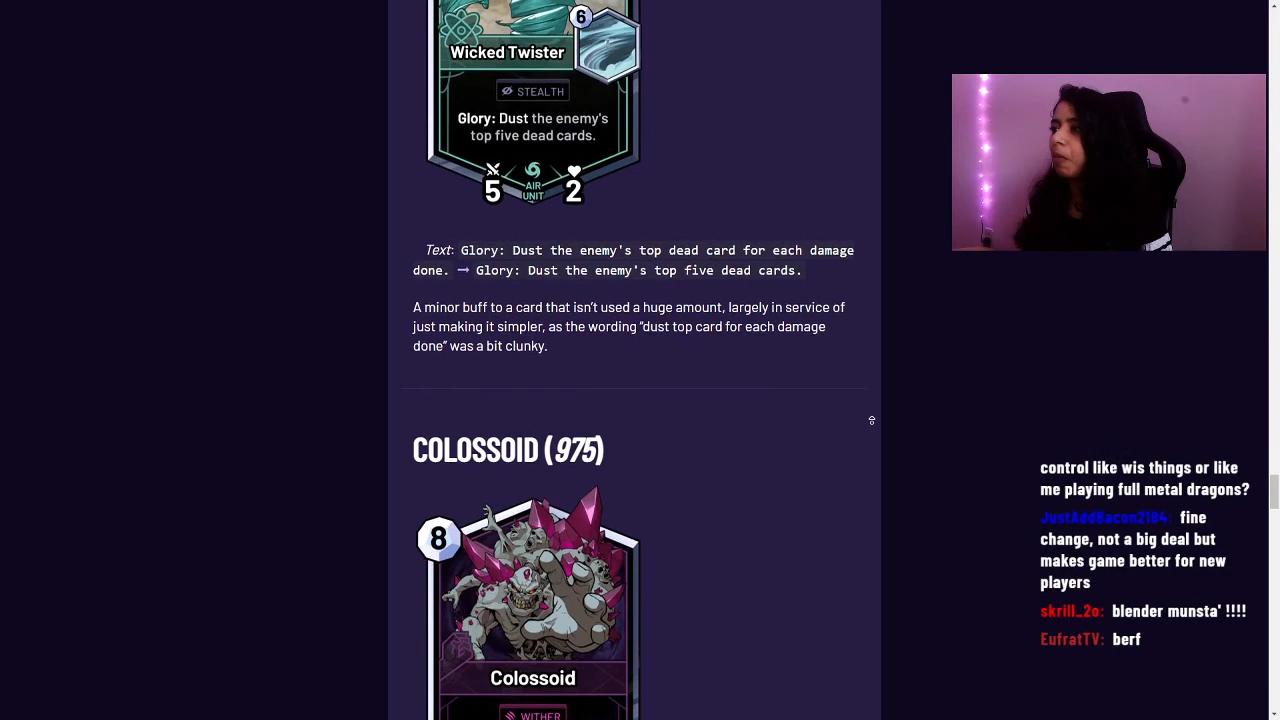 6
Wicked Twister
STEALTH
Glory: Dust the enemy's
top five dead cards.
5
AIR
UNIT
2
Text: Glory: Dust the enemy's top dead card for each damage
done. → Glory: Dust the enemy's top five dead cards.
A minor buff to a card that isn't used a huge amount, largely in service of
just making it simpler, as the wording "dust top card for each damage
done" was a bit clunky.
COLOSSOID (975)
8
Colossoid
WITHER
control like wis things or like
me playing full metal dragons?
JustAddBacon2184: fine
change, not a big deal but
makes game better for new
players
skrill_2o: blender munsta' !!!!
EufratTV: berf